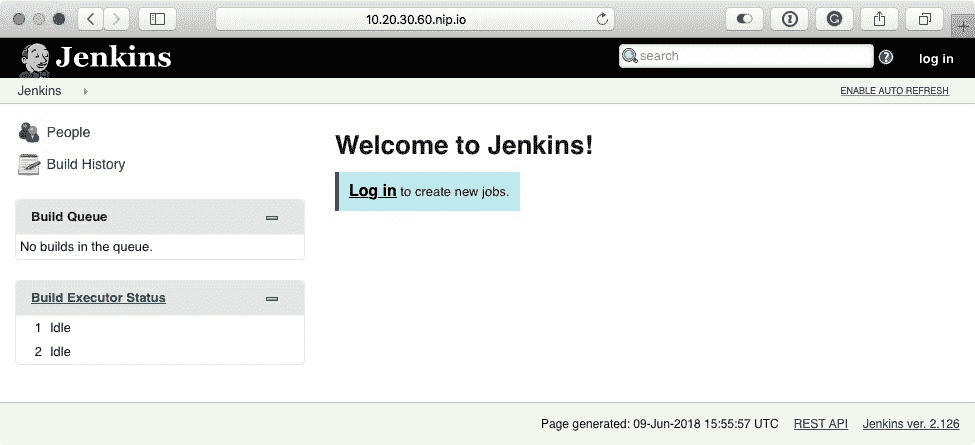 10.20.30.60.nip.io
Jenkins
search
log in
Jenkins
ENABLE AUTO REFRESH
People
Build History
Welcome to Jenkins!
Log in to create new jobs.
Build Queue
No builds in the queue.
Build Executor Status
1 Idle
2 Idle
Page generated: 09-Jun-2018 15:55:57 UTC REST API Jenkins ver. 2.126